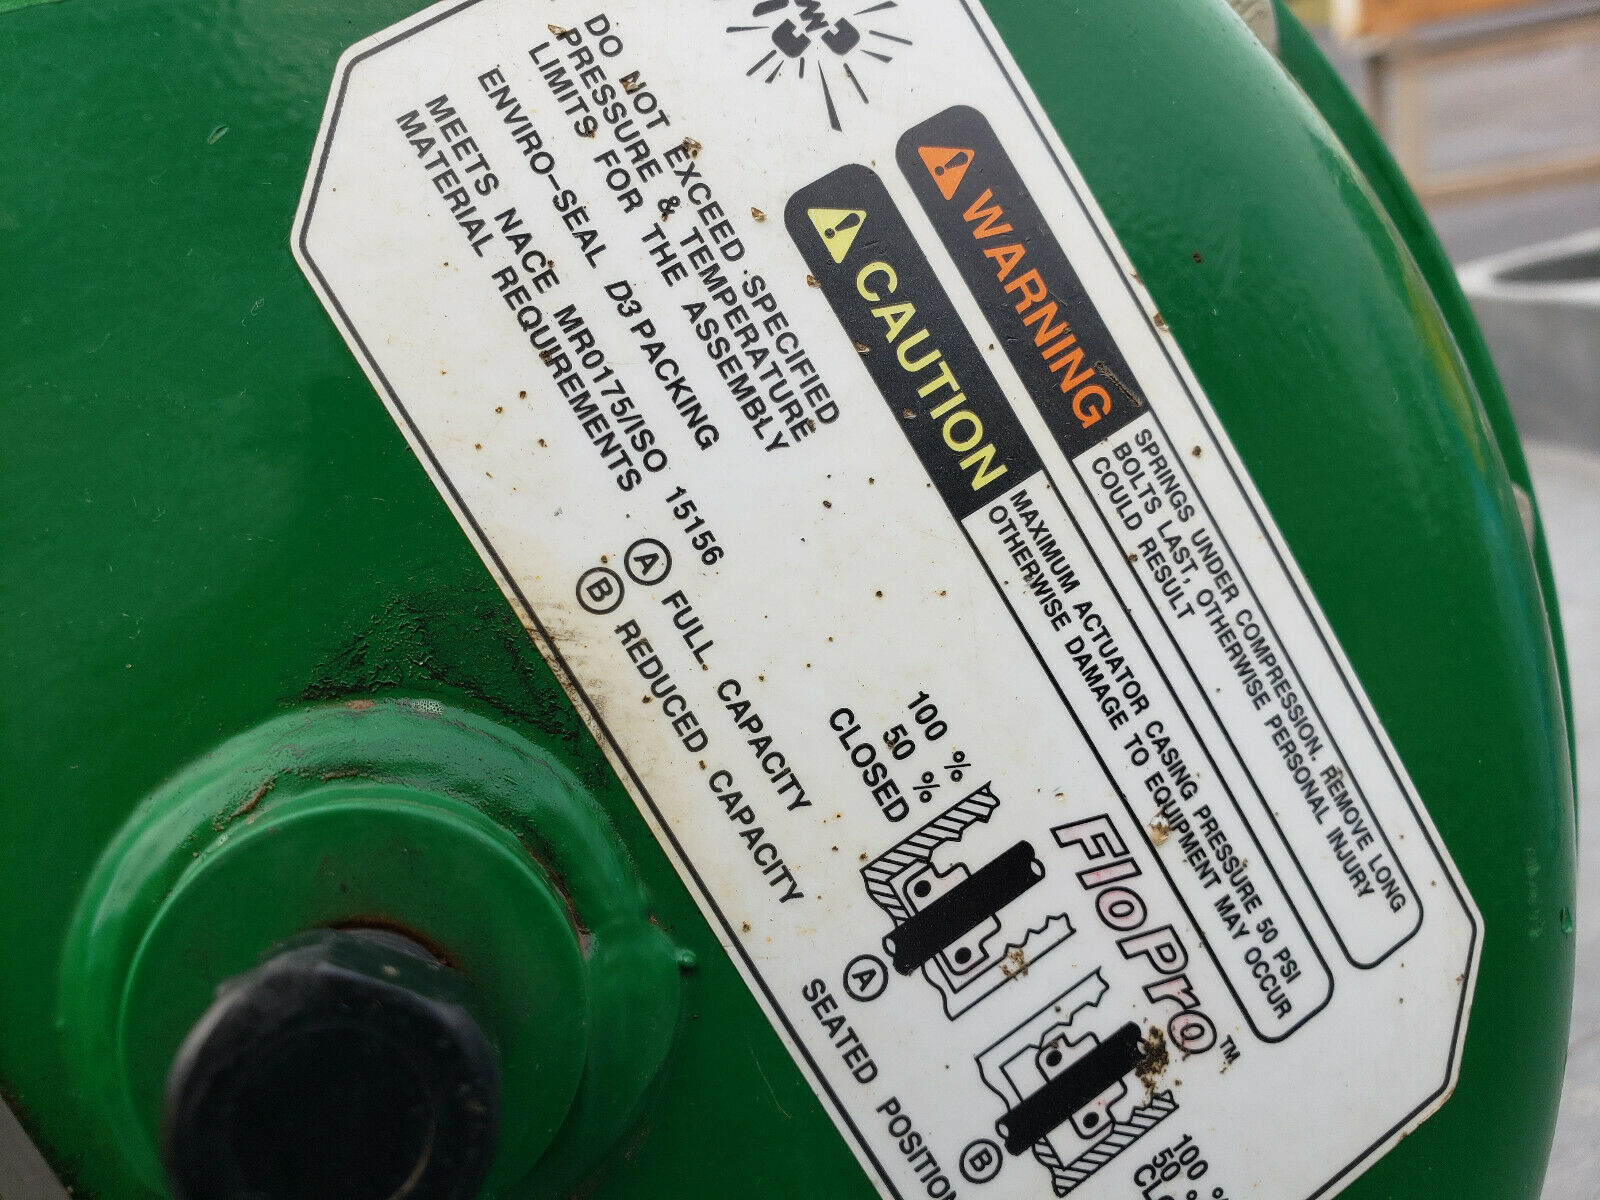 WARNING
SPRINGS UNDER COMPRESSION. REMOVE LONG
BOLTS LAST, OTHERWISE PERSONAL INJURY
COULD RESULT
CAUTION
MAXIMUM ACTUATOR CASING PRESSURE 50 PSI
OTHERWISE DAMAGE TO EQUIPMENT MAY OCCUR
DO NOT EXCEED SPECIFIED
PRESSURE & TEMPERATURE
LIMITS FOR THE ASSEMBLY
ENVIRO-SEAL D3 PACKING
MEETS NACE MR0175/ISO 15156
MATERIAL REQUIREMENTS
FloPro™
100 %
50 %
CLOSED
A
B
100 %
50 %
A FULL CAPACITY
B REDUCED CAPACITY
SEATED POSITION